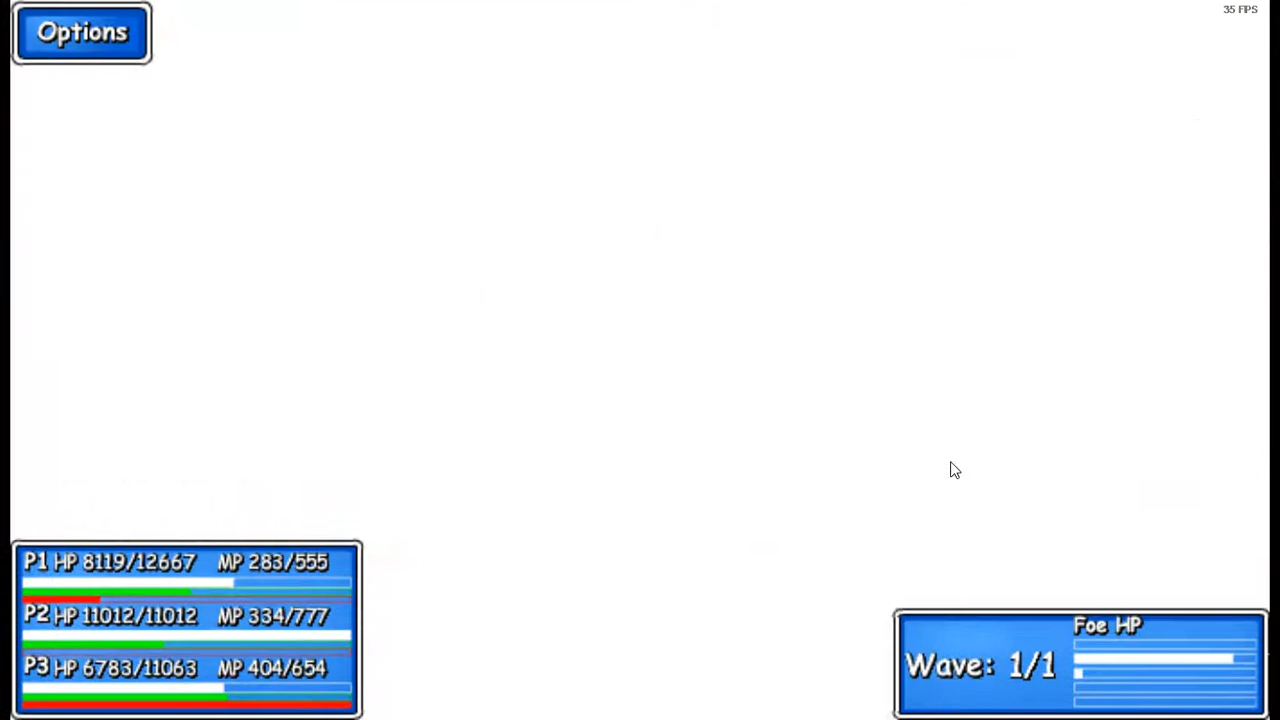 Options
35 FPS
P1 HP 8119/12667 MP 283/555
P2 HP 11012/11012 MP 334/777
P3 HP 6783/11063 MP 404/654
Foe HP
Wave: 1/1